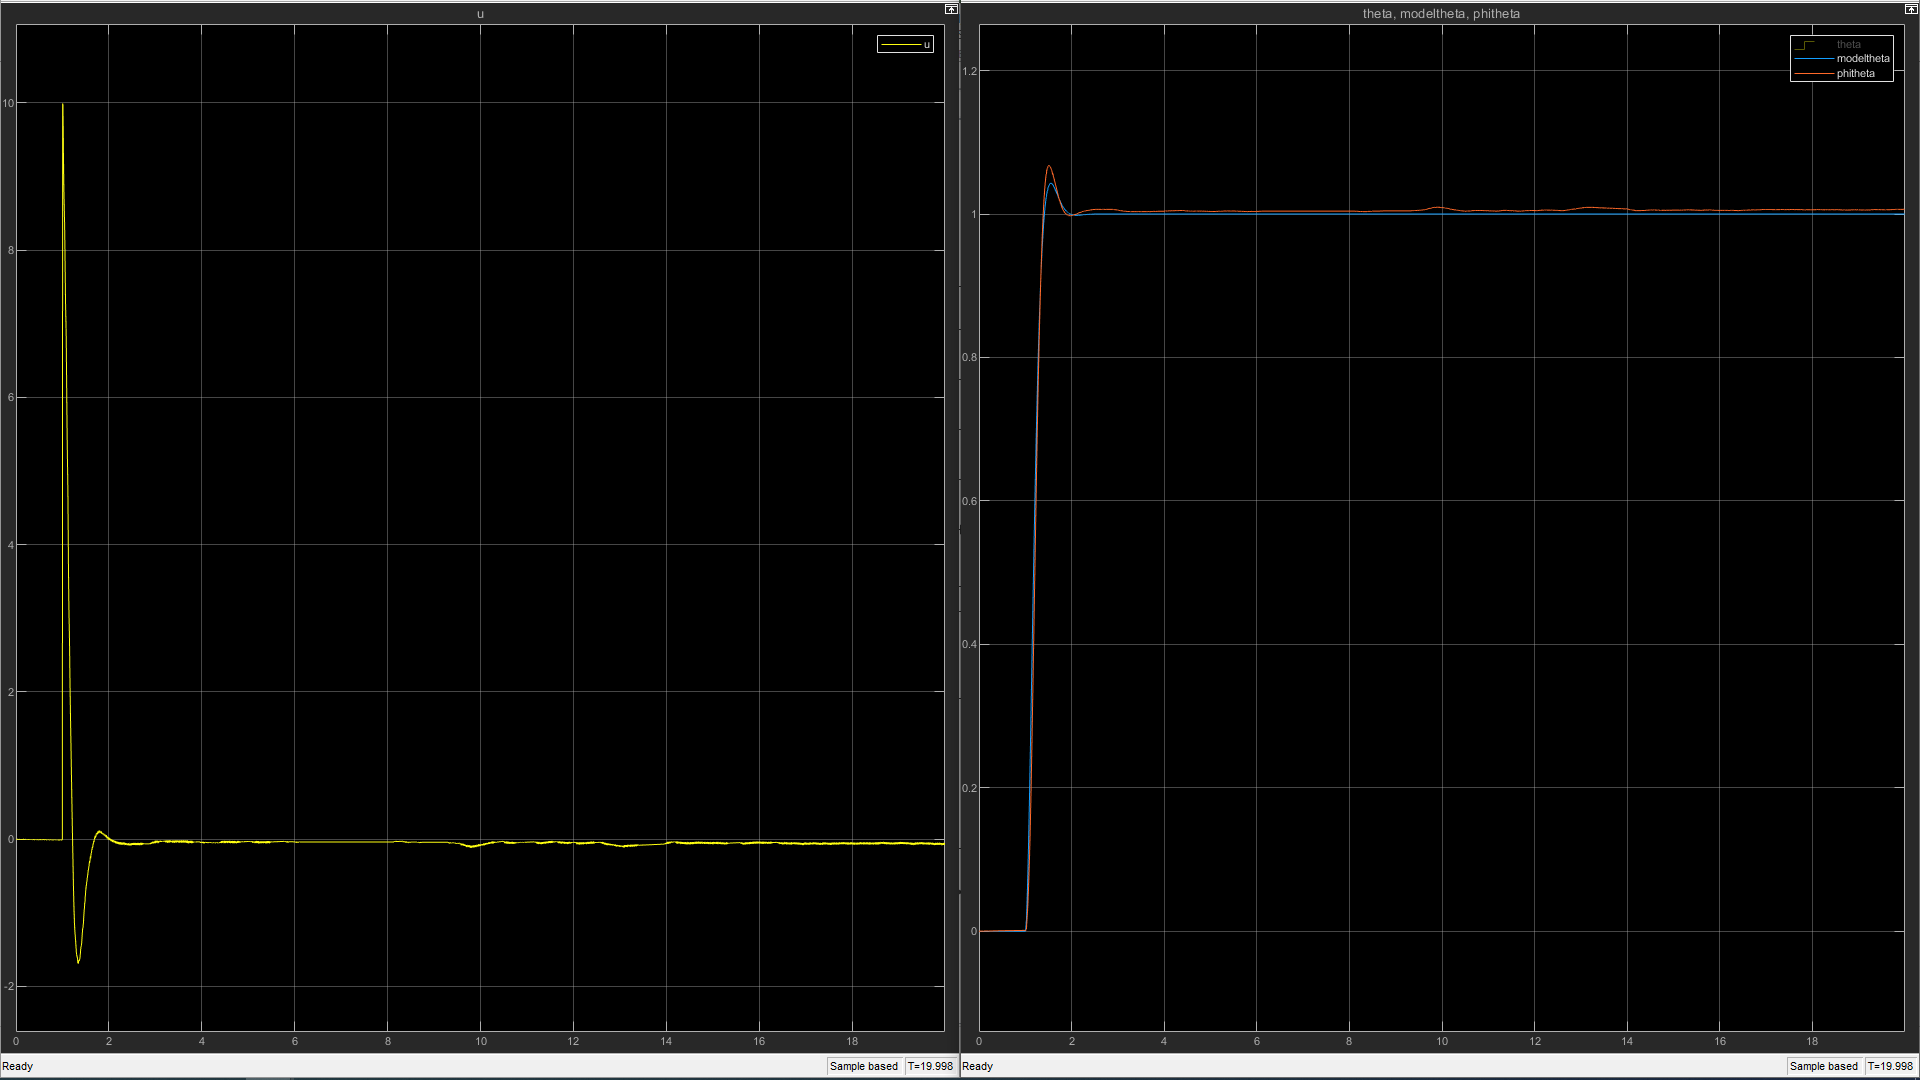 u
u
10
8
6
4
2
0
-2
0 2 4 6 8 10 12 14 16 18
Ready
Sample based T=19.998
theta, modeltheta, phitheta
theta
modeltheta
phitheta
1.2
1
0.8
0.6
0.4
0.2
0
0 2 4 6 8 10 12 14 16 18
Ready
Sample based T=19.998